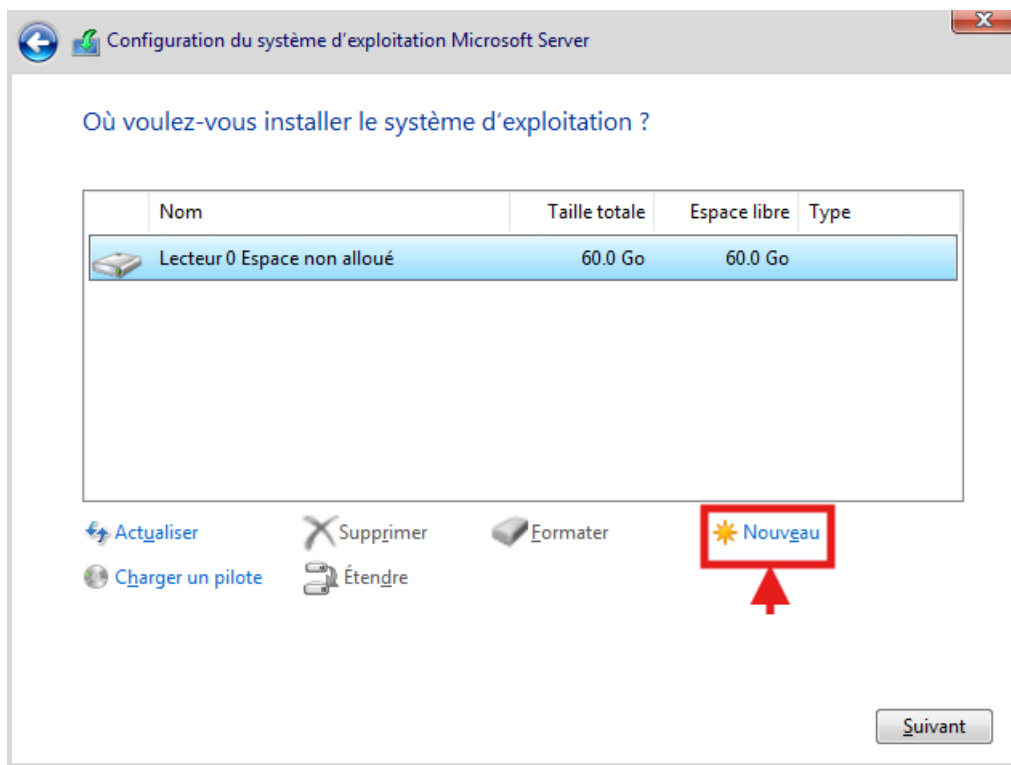 Configuration du système d'exploitation Microsoft Server
Où voulez-vous installer le système d'exploitation ?
Nom Taille totale Espace libre Type
Lecteur 0 Espace non alloué 60.0 Go 60.0 Go
Actualiser Supprimer Formater Nouveau
Charger un pilote Étendre
Suivant